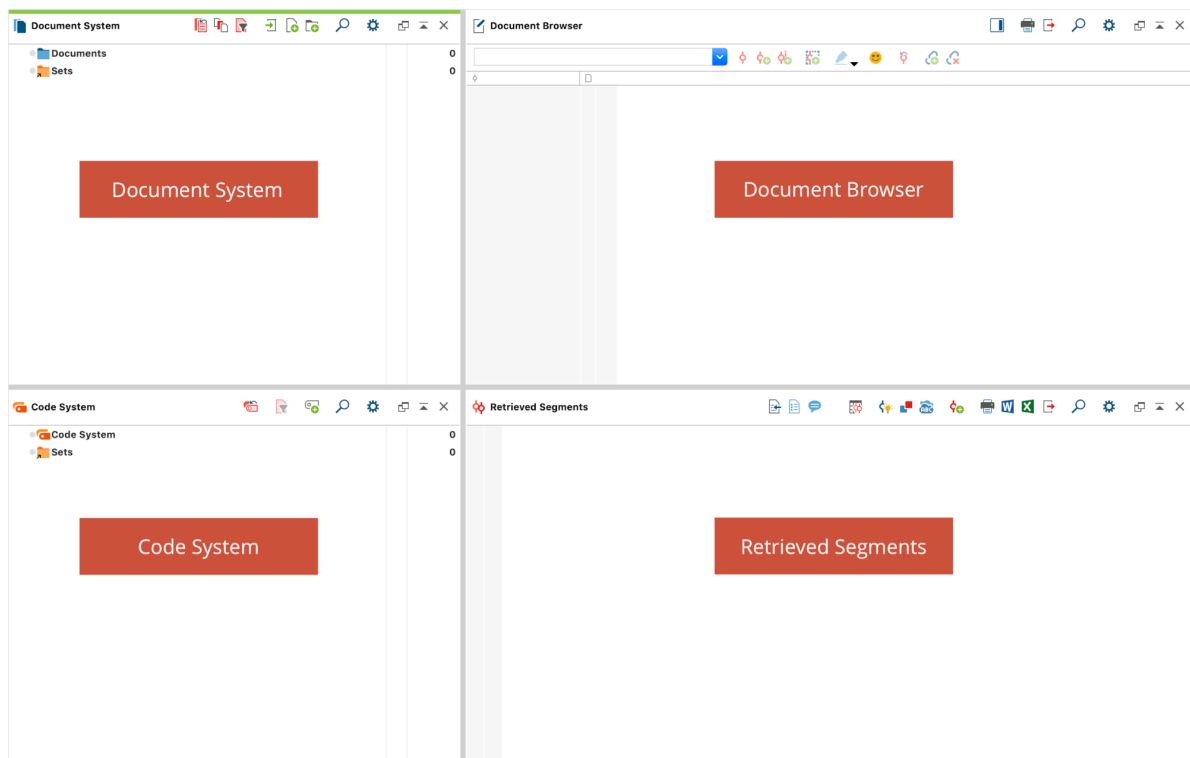 Document System
Documents 0
Sets 0
Document System
Document Browser
Document Browser
Code System
Code System 0
Sets 0
Code System
Retrieved Segments
Retrieved Segments